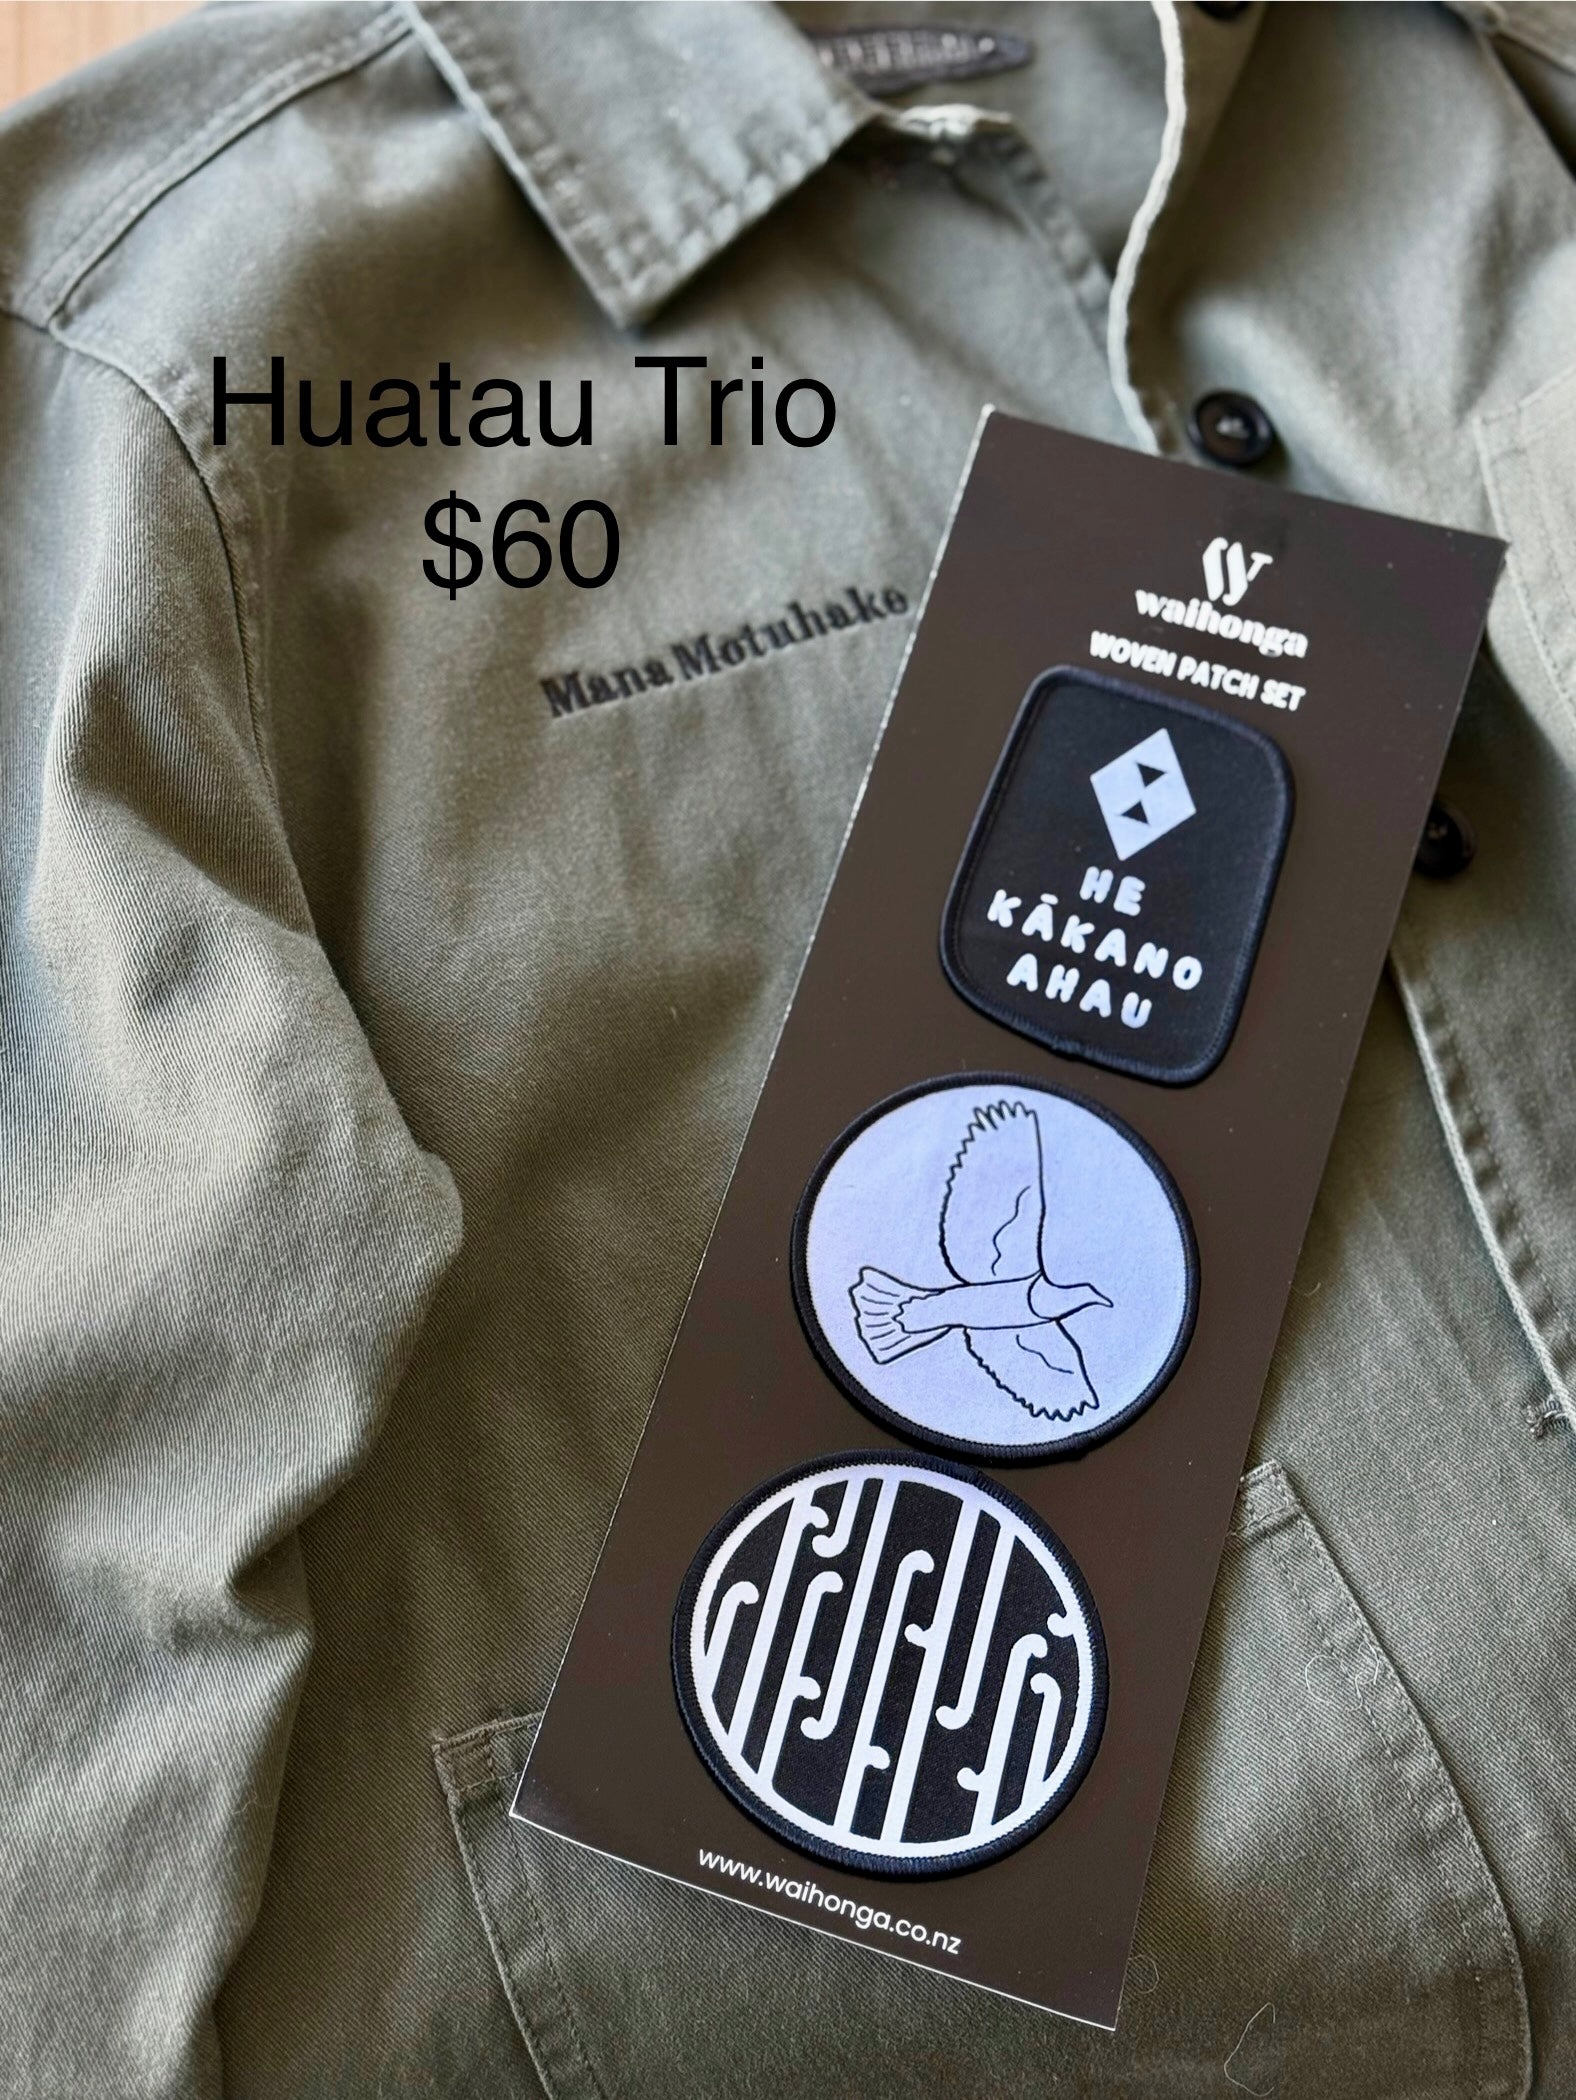 Huatau Trio
$60
Mana Motuhake
waihonga
WOVEN PATCH SET
HE
KĀKANO
AHAU
www.waihonga.co.nz